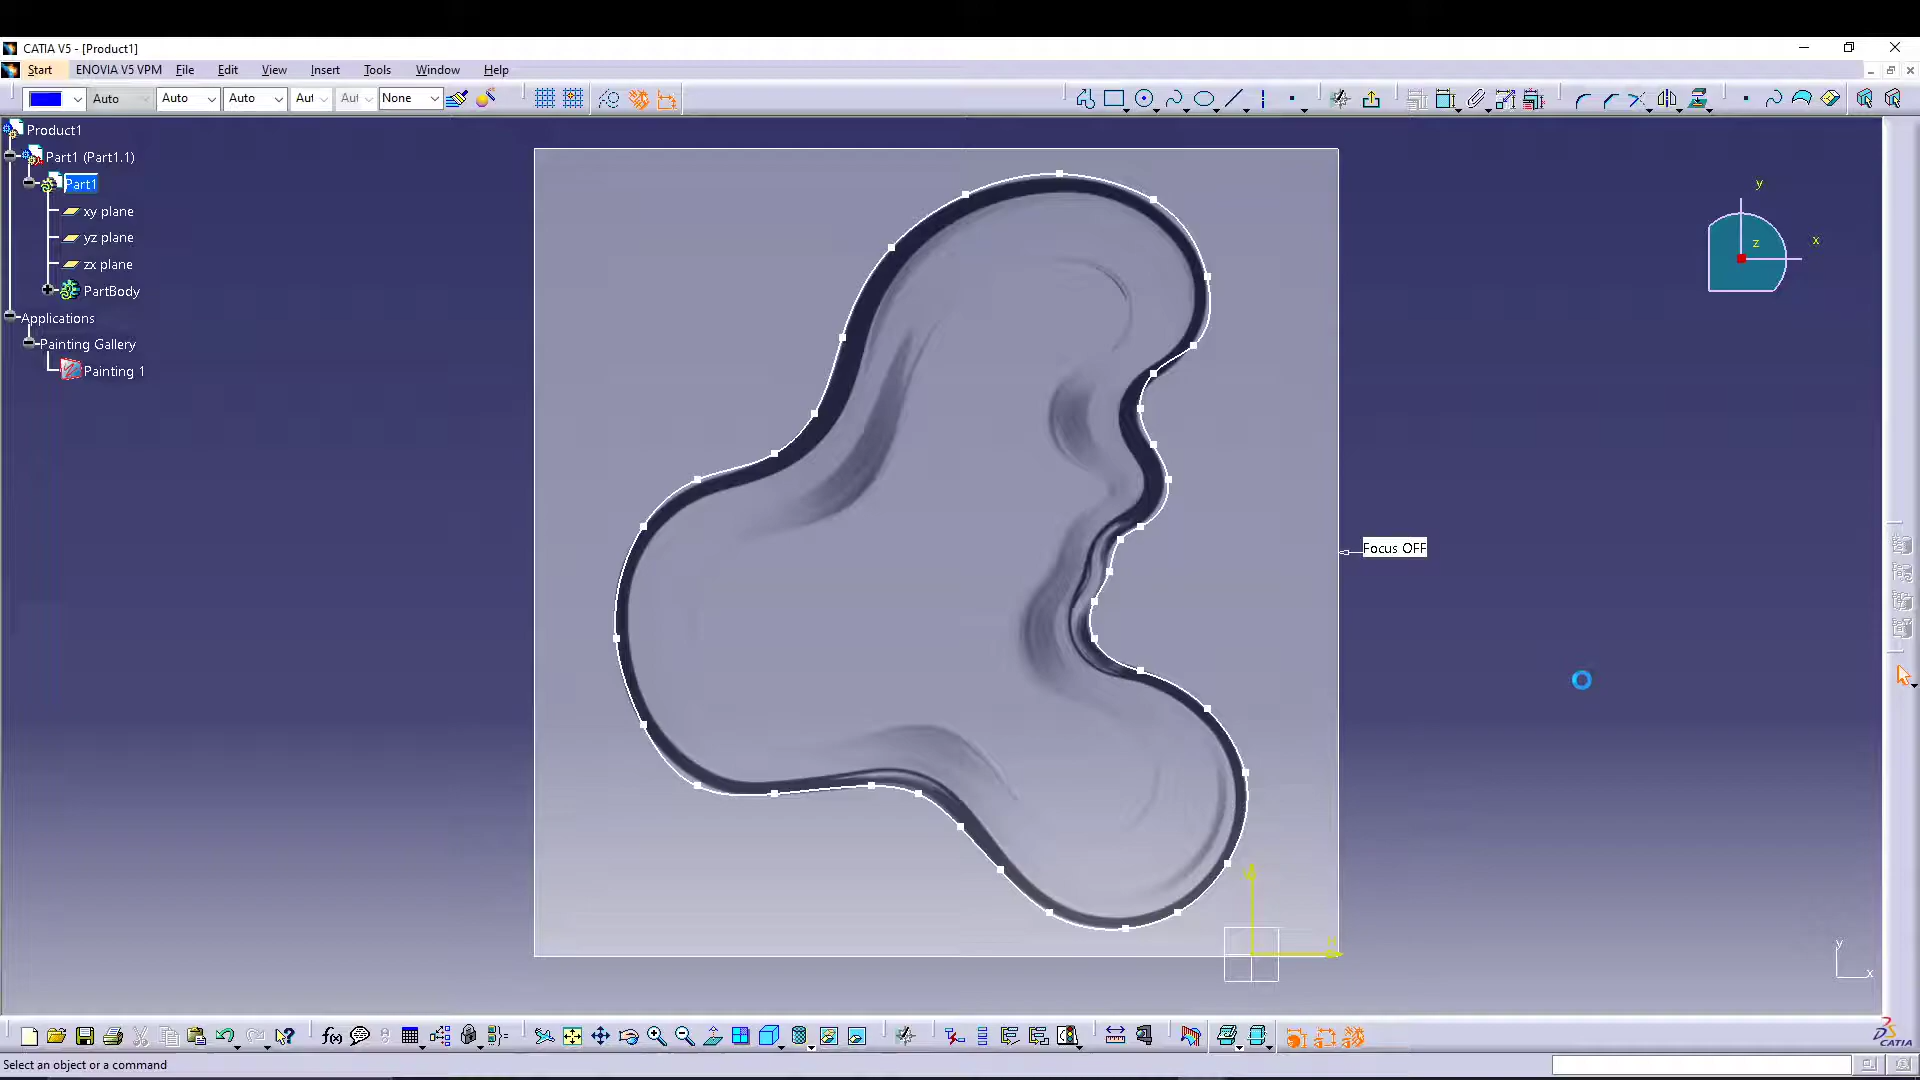 CATIA V5 - [Product1]
Start ENOVIA V5 VPM File Edit View Insert Tools Window Help
Auto Auto Auto Aut Aut None
Product1
Part1 (Part1.1)
Part1
xy plane
yz plane
zx plane
PartBody
Applications
Painting Gallery
Painting 1
y
x
z
Focus OFF
y
x
f(x)
CATIA
Select an object or a command